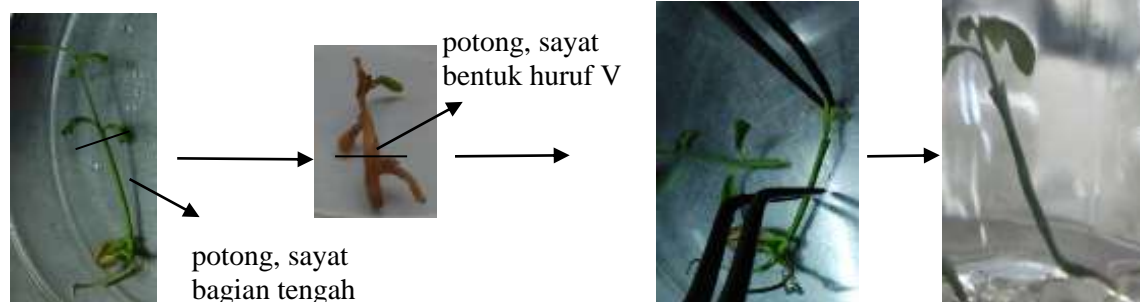 potong, sayat
bentuk huruf V
potong, sayat
bagian tengah